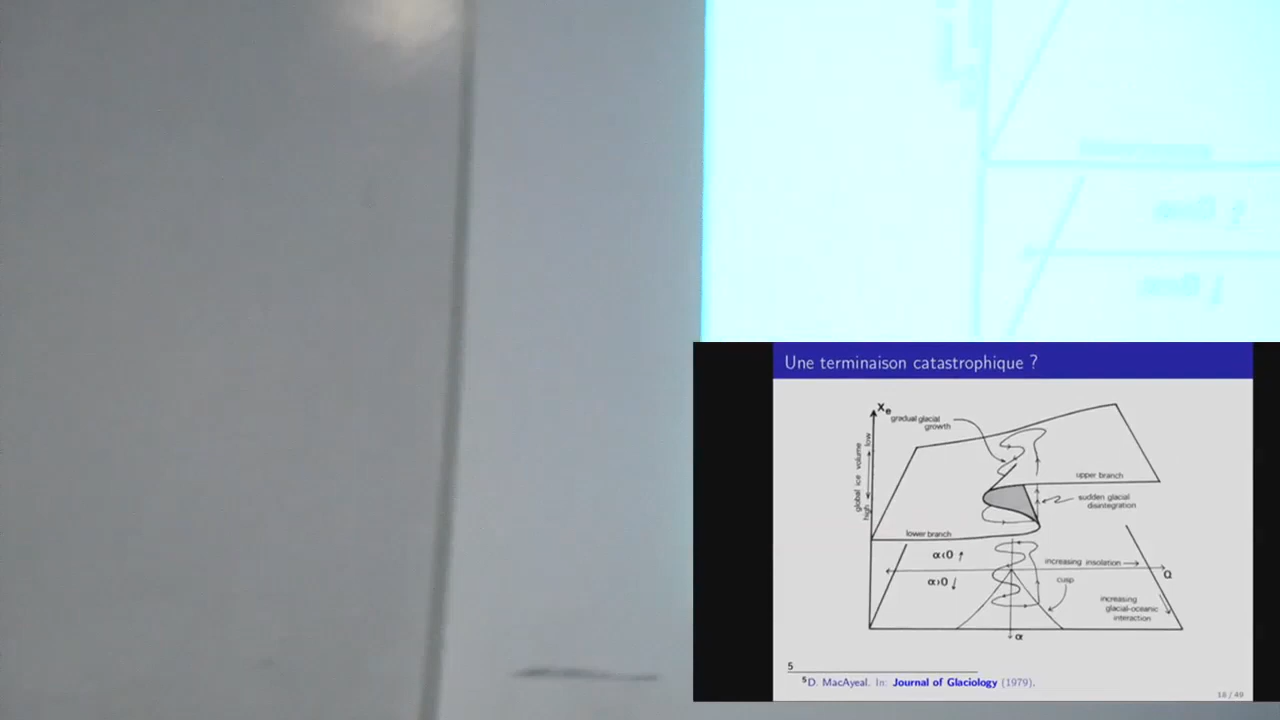 Une terminaison catastrophique ?
Xe
gradual glacial
growth
global ice volume
low
high
upper branch
sudden glacial
disintegration
lower branch
α<0 ↑
increasing insolation →
Q
α>0 ↓
cusp
increasing
glacial-oceanic
interaction
α
5
5D. MacAyeal. In: Journal of Glaciology (1979).
18 / 49